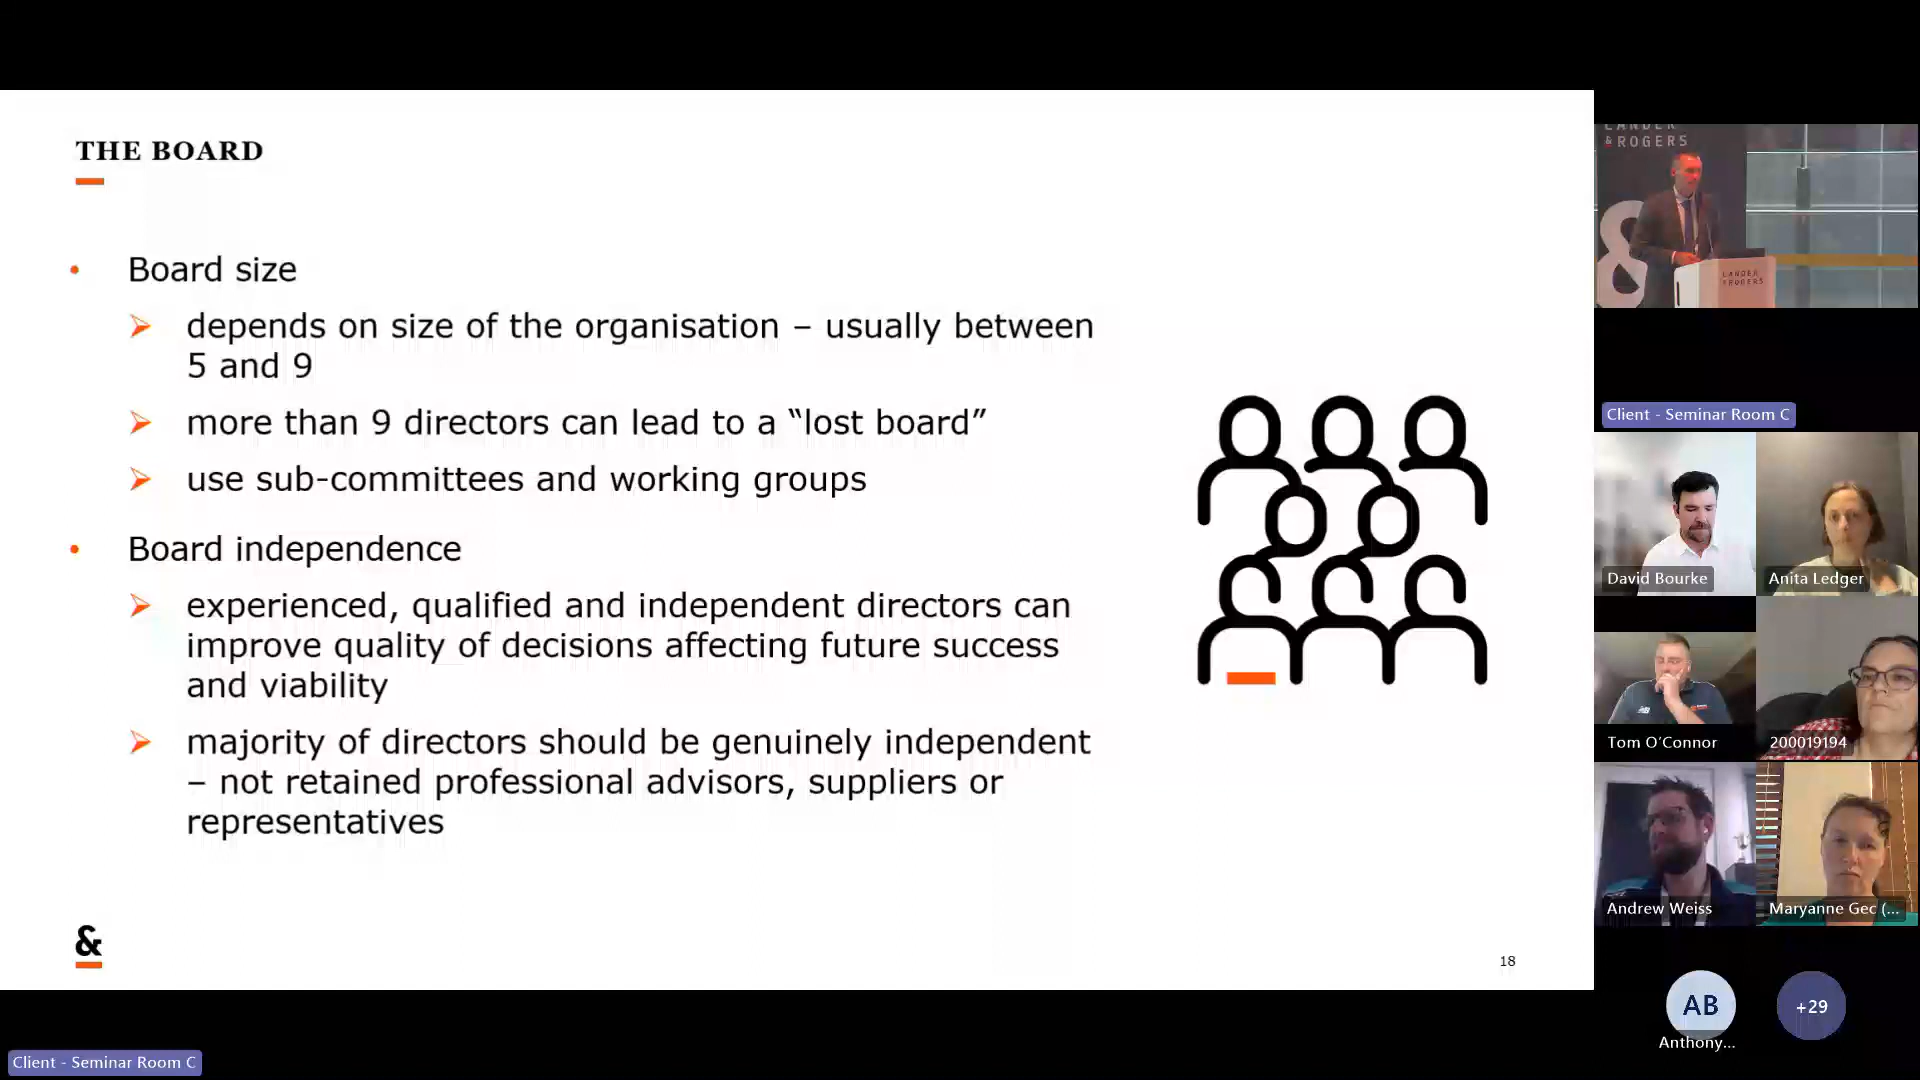 THE BOARD
• Board size
➢ depends on size of the organisation – usually between
5 and 9
➢ more than 9 directors can lead to a “lost board”
➢ use sub-committees and working groups
• Board independence
➢ experienced, qualified and independent directors can
improve quality of decisions affecting future success
and viability
➢ majority of directors should be genuinely independent
– not retained professional advisors, suppliers or
representatives
&
18
Client - Seminar Room C
LANDER
& ROGERS
&
LANDER
& ROGERS
Client - Seminar Room C
David Bourke
Anita Ledger
Tom O’Connor
200019194
Andrew Weiss
Maryanne Gec (...
AB
Anthony...
+29